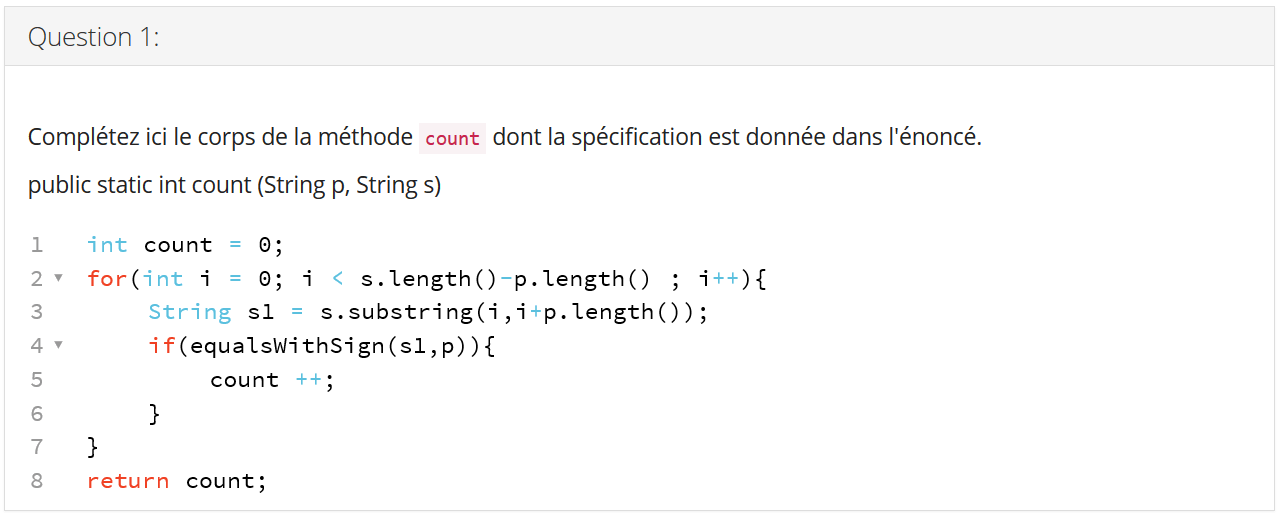 Question 1:
Complétez ici le corps de la méthode count dont la spécification est donnée dans l'énoncé.
public static int count (String p, String s)
1 int count = 0;
2 for(int i = 0; i < s.length()-p.length() ; i++){
3 String s1 = s.substring(i,i+p.length());
4 if(equalsWithSign(s1,p)){
5 count ++;
6 }
7 }
8 return count;